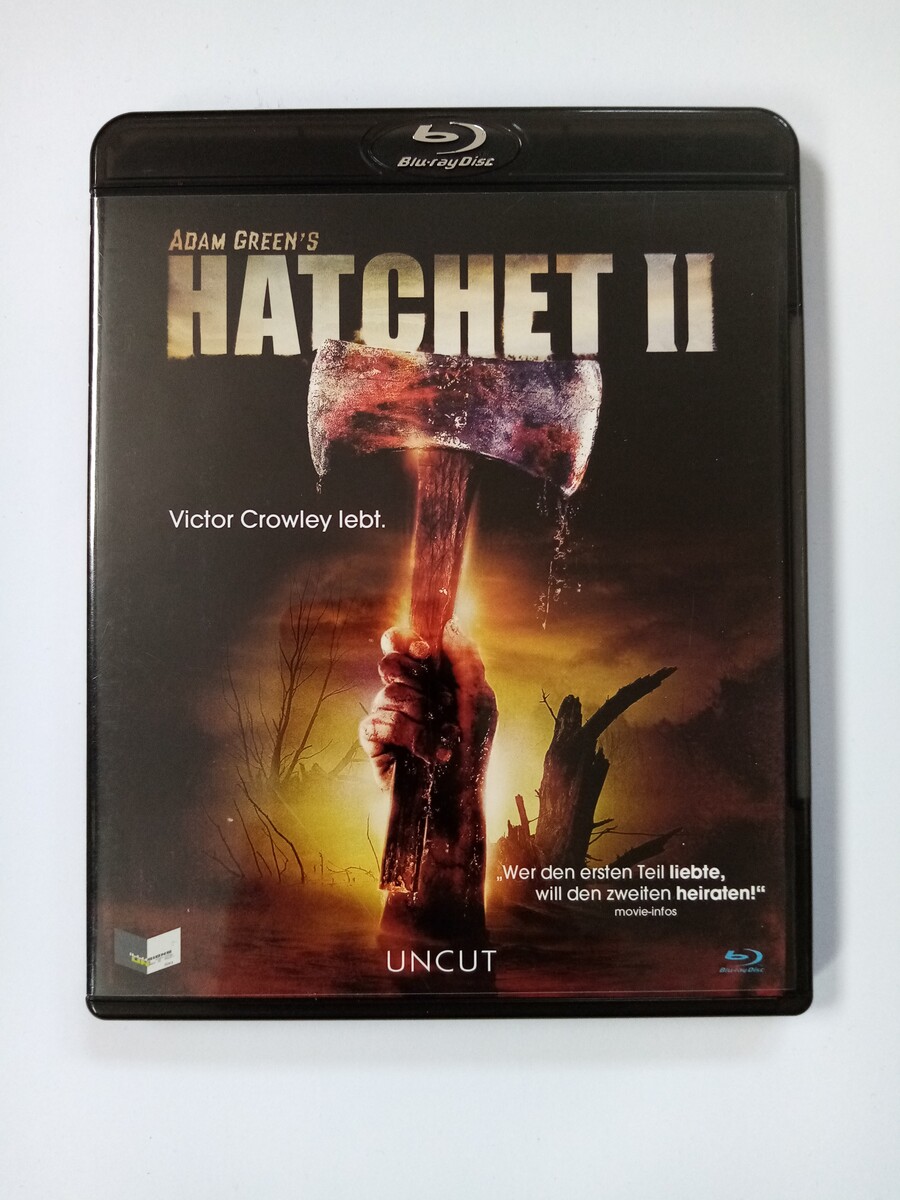 Blu-ray Disc
ADAM GREEN'S
HATCHET II
Victor Crowley lebt.
„Wer den ersten Teil liebte,
will den zweiten heiraten!“
movie-infos
UNCUT
Blu-ray Disc